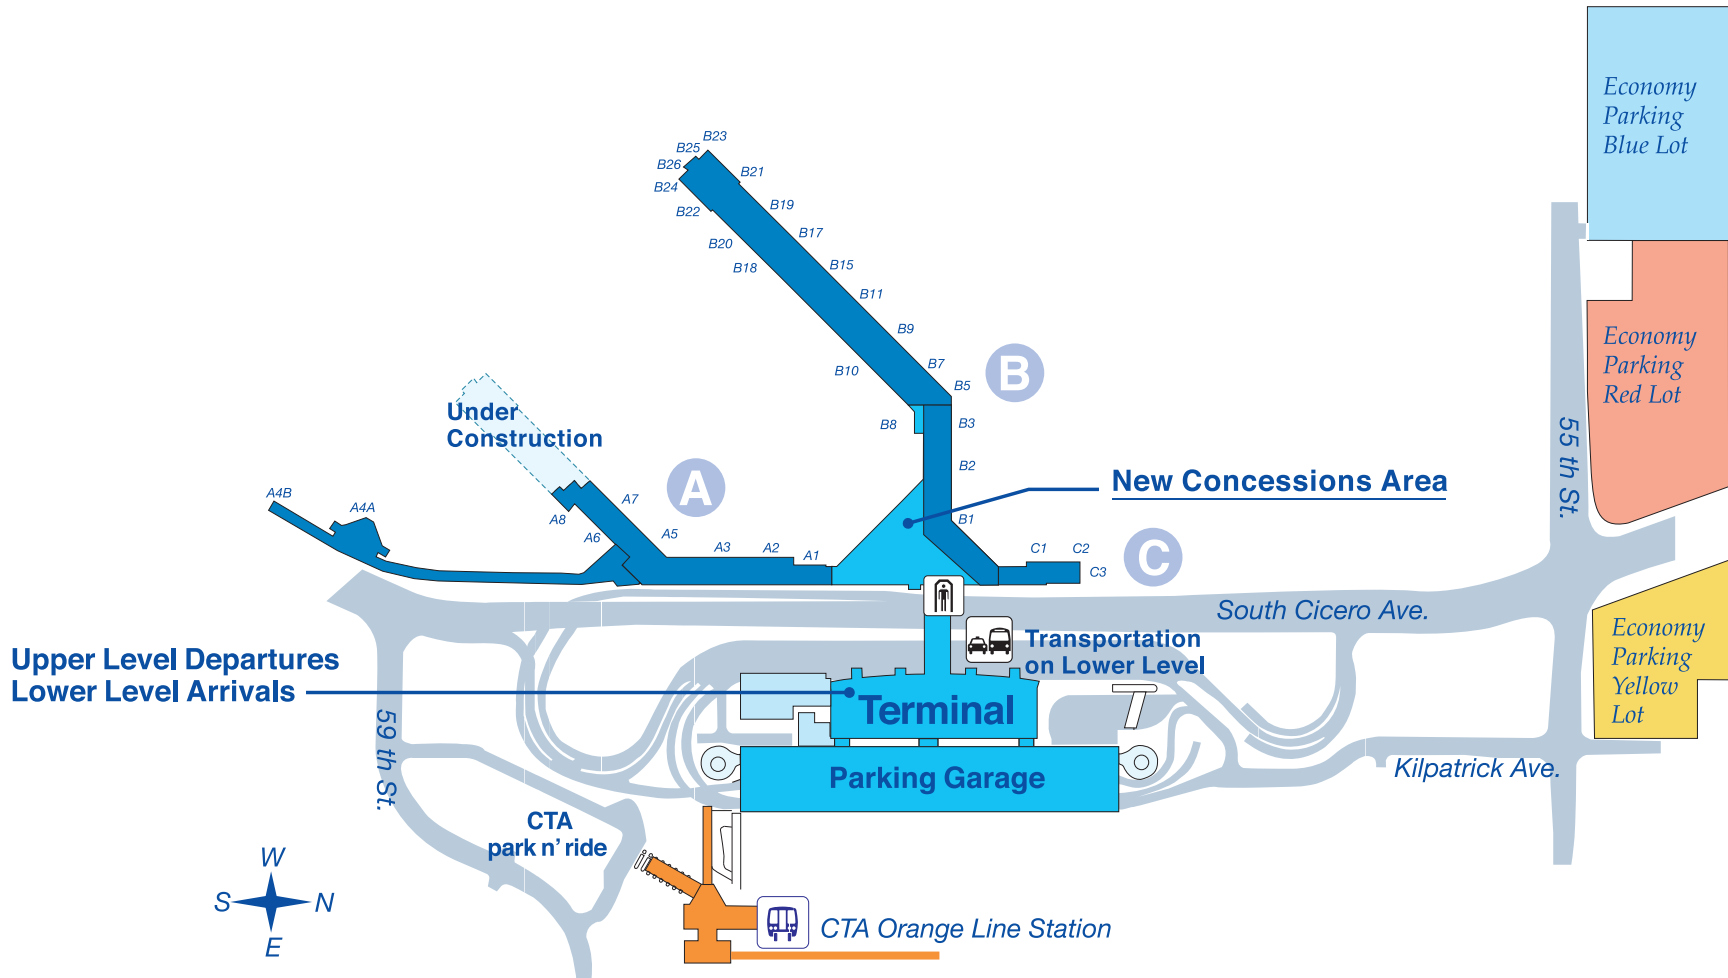 Economy
Parking
Blue Lot
B23
B25
B26
B21
B24
B22
B19
B20
B17
B18
B15
B11
B9
B10
B7
B5
B8
B3
B
Economy
Parking
Red Lot
Under
Construction
B2
A
New Concessions Area
A4B
A4A
A7
A8
A6
A5
A3
A2
A1
B1
C1
C2
C3
C
55 th St.
South Cicero Ave.
Transportation
on Lower Level
Economy
Parking
Yellow
Lot
Upper Level Departures
Lower Level Arrivals
Terminal
59 th St.
Parking Garage
Kilpatrick Ave.
CTA
park n' ride
W
S
N
E
CTA Orange Line Station